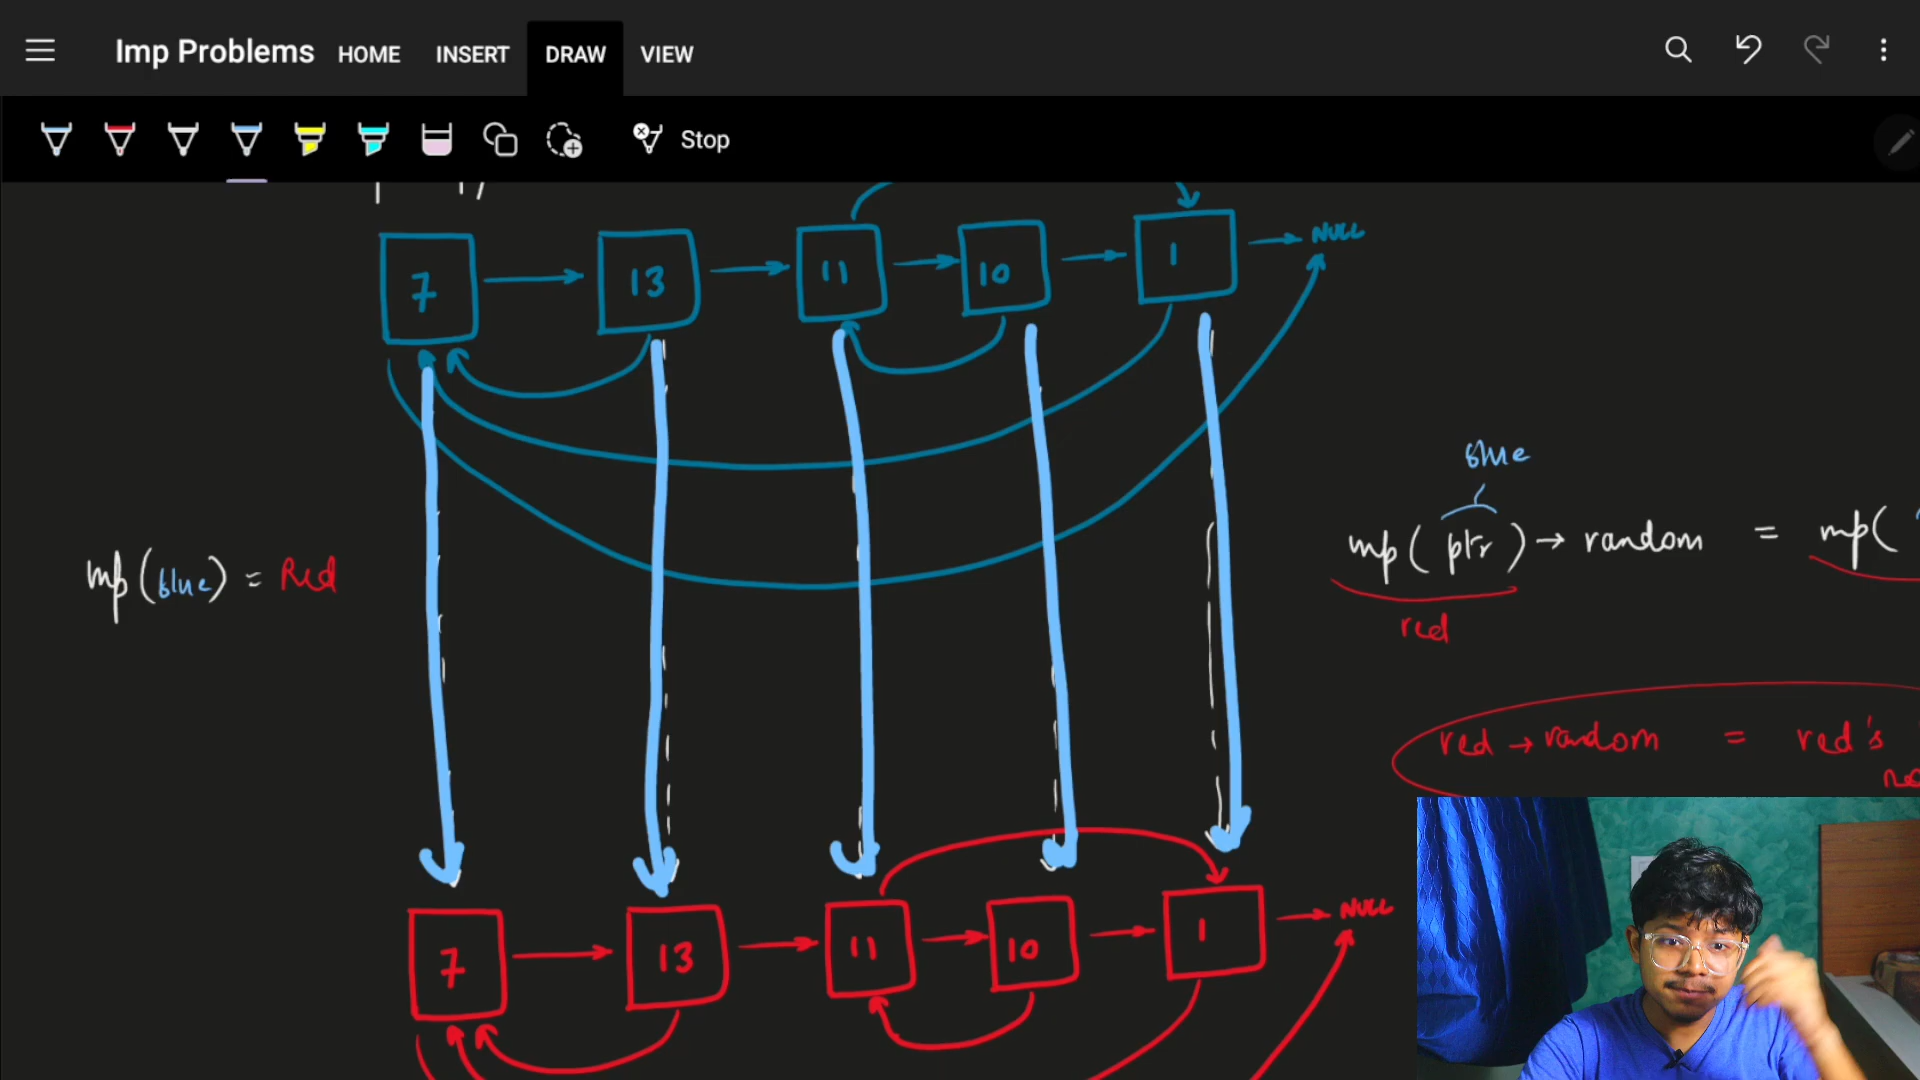 Imp Problems HOME INSERT DRAW VIEW
Stop
7 13 11 10 1 NULL
blue
mp(blue) = Red
mp(ptr)→random = mp(
red
red→random = red's
7 13 11 10 1 NULL